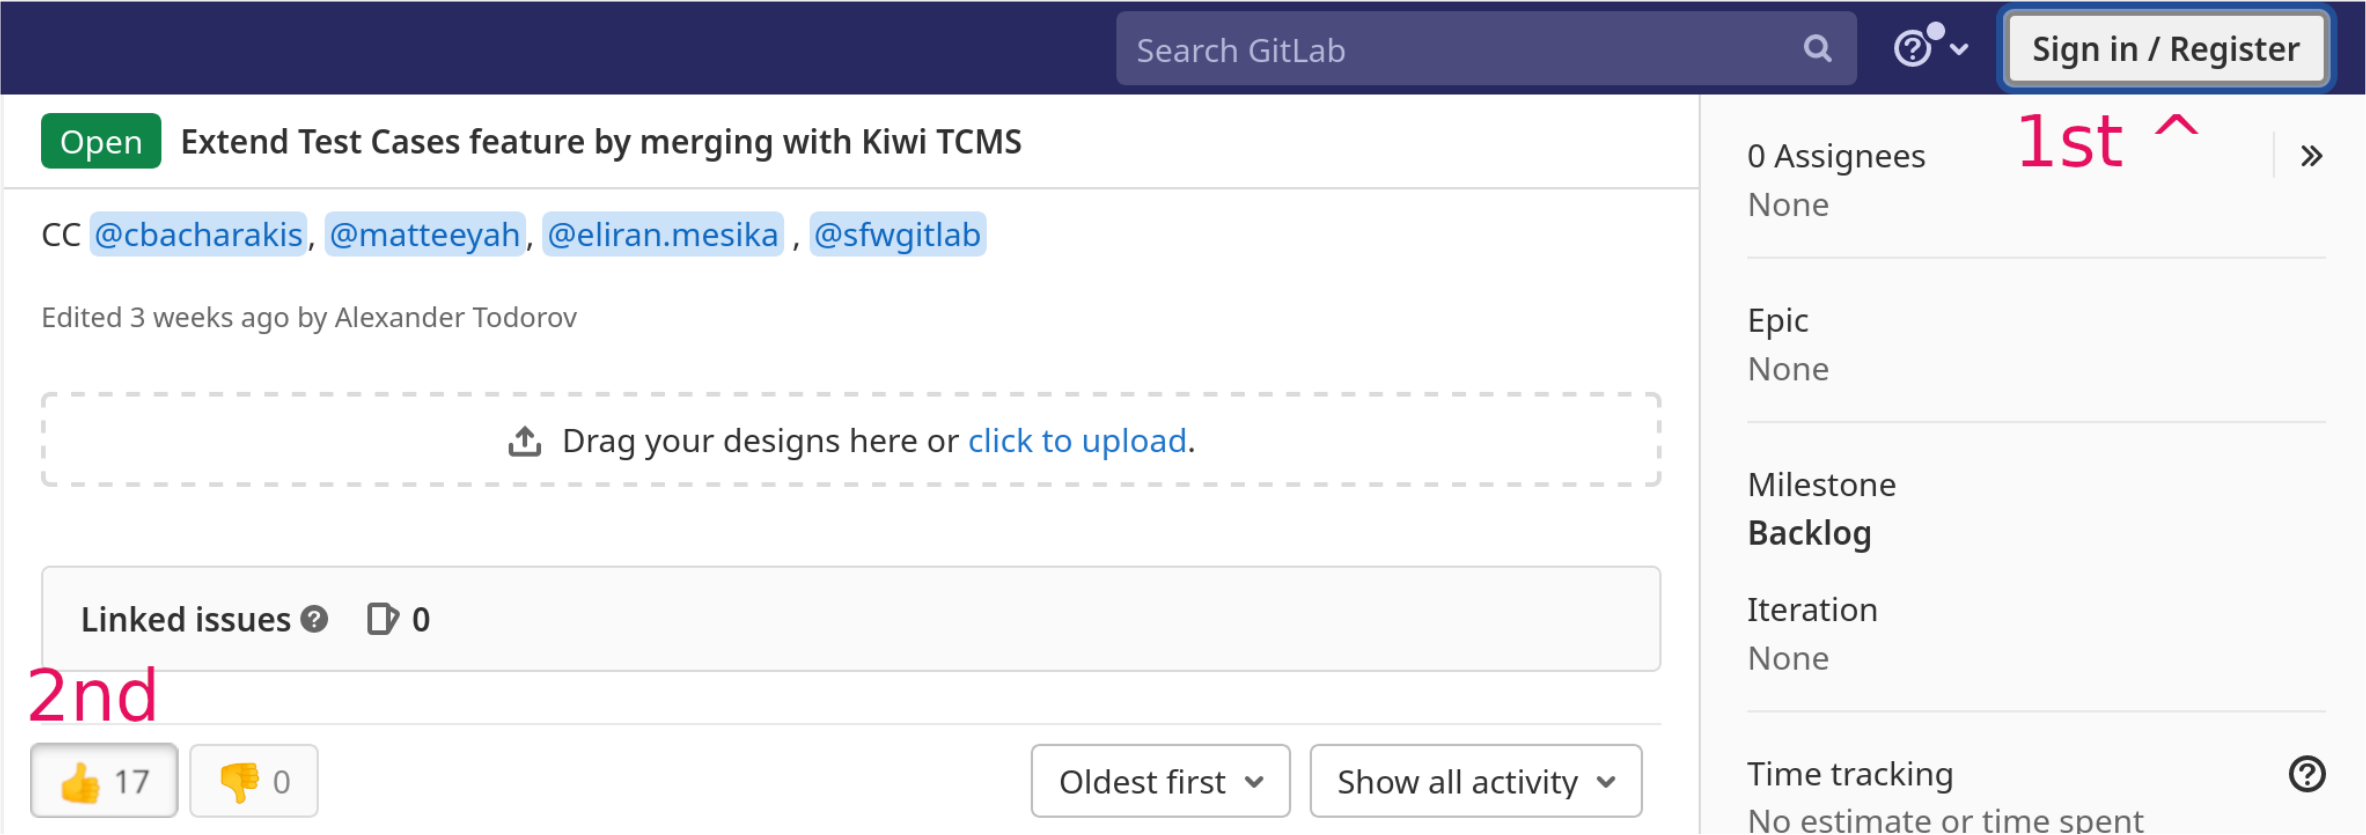 Search GitLab
Sign in / Register
Open Extend Test Cases feature by merging with Kiwi TCMS
CC @cbacharakis, @matteeyah, @eliran.mesika , @sfwgitlab
Edited 3 weeks ago by Alexander Todorov
Drag your designs here or click to upload.
Linked issues 0
2nd
👍 17 👎 0
Oldest first
Show all activity
1st ^
0 Assignees
None
Epic
None
Milestone
Backlog
Iteration
None
Time tracking
No estimate or time spent